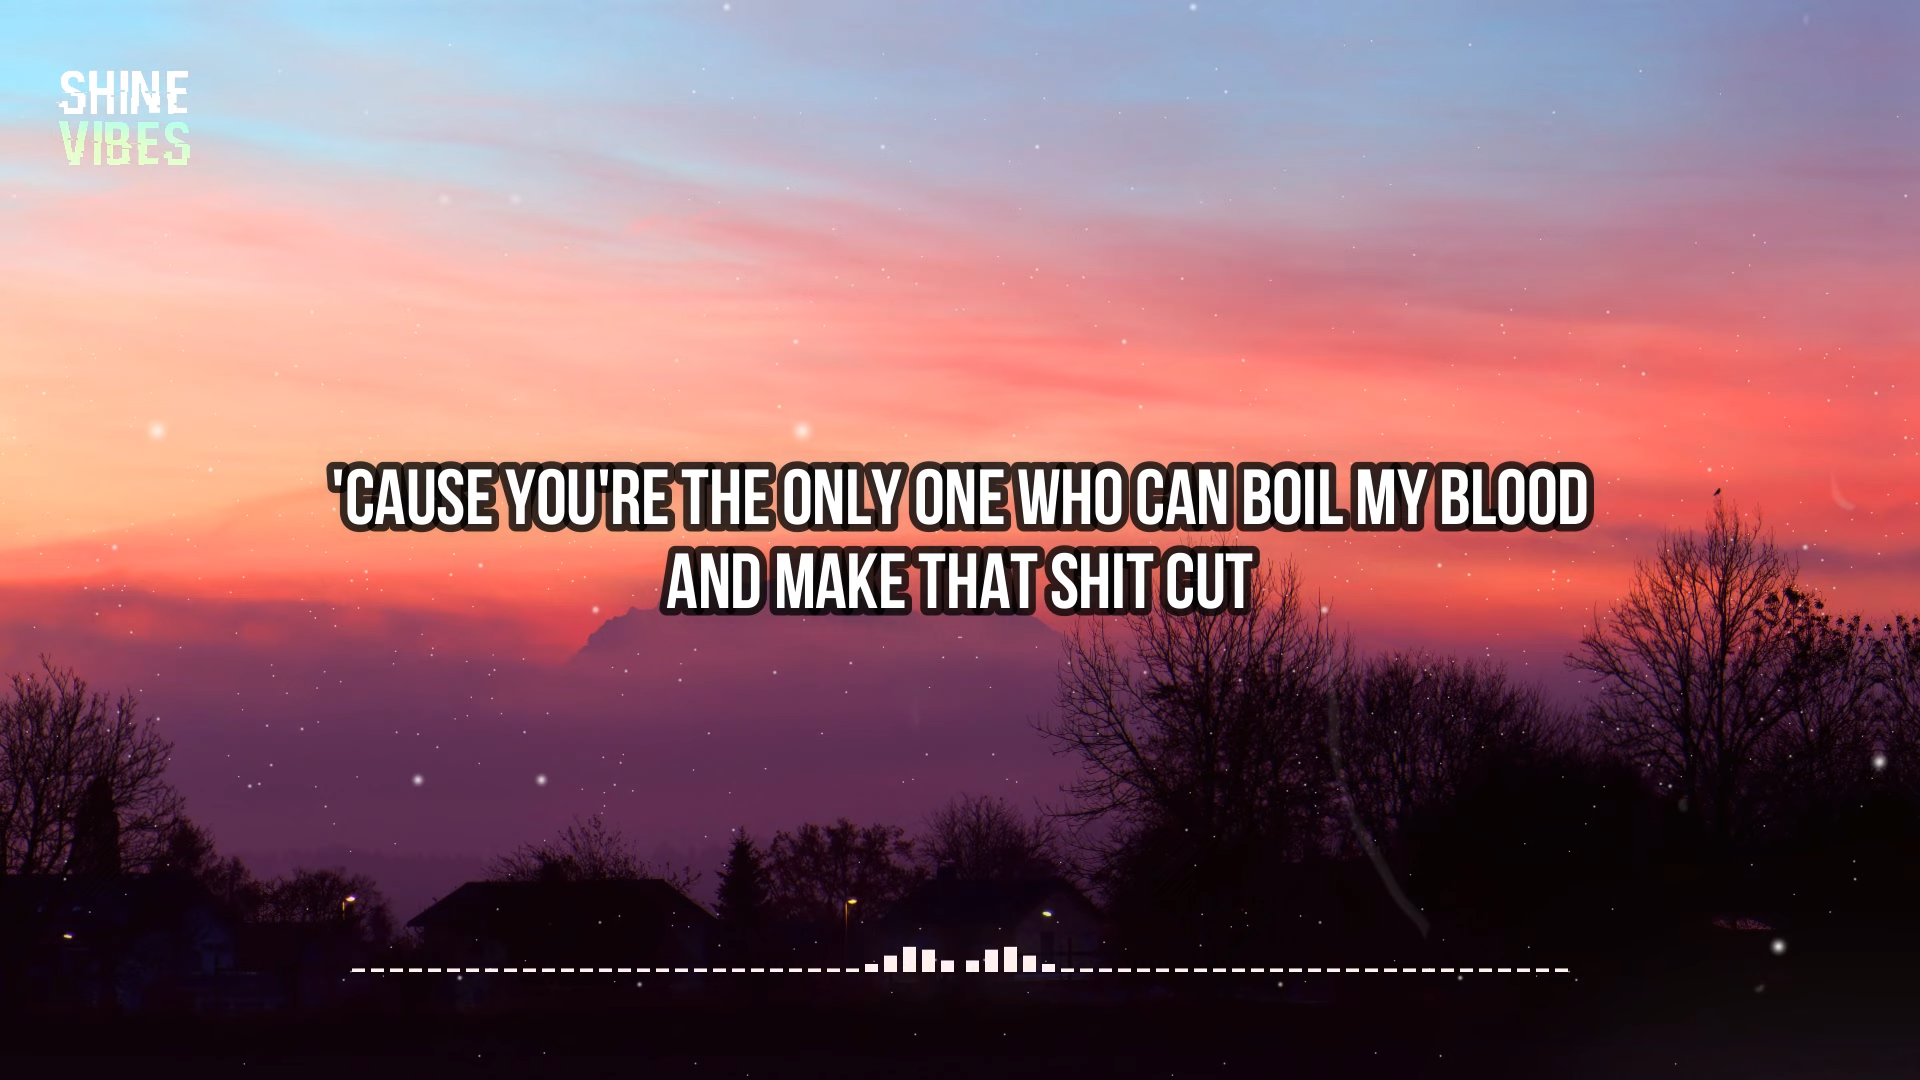 SHINE
VIBES
'CAUSE YOU'RE THE ONLY ONE WHO CAN BOIL MY BLOOD
AND MAKE THAT SHIT CUT